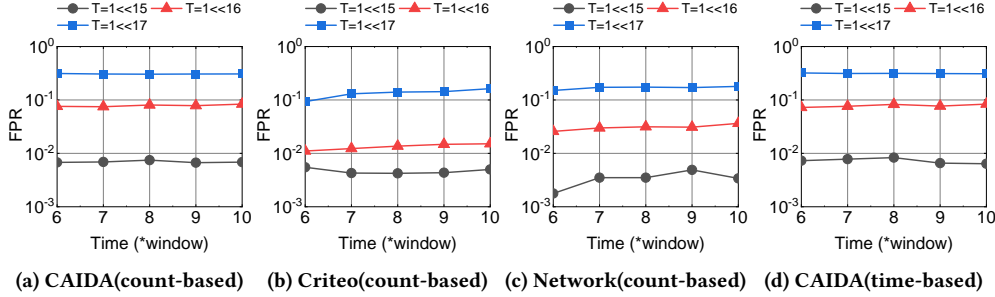 T=1<<15 T=1<<16
T=1<<17
10^0
10^-1
10^-2
10^-3
FPR
6 7 8 9 10
Time (*window)
(a) CAIDA(count-based)
T=1<<15 T=1<<16
T=1<<17
10^0
10^-1
10^-2
10^-3
FPR
6 7 8 9 10
Time (*window)
(b) Criteo(count-based)
T=1<<15 T=1<<16
T=1<<17
10^0
10^-1
10^-2
10^-3
FPR
6 7 8 9 10
Time (*window)
(c) Network(count-based)
T=1<<15 T=1<<16
T=1<<17
10^0
10^-1
10^-2
10^-3
FPR
6 7 8 9 10
Time (*window)
(d) CAIDA(time-based)